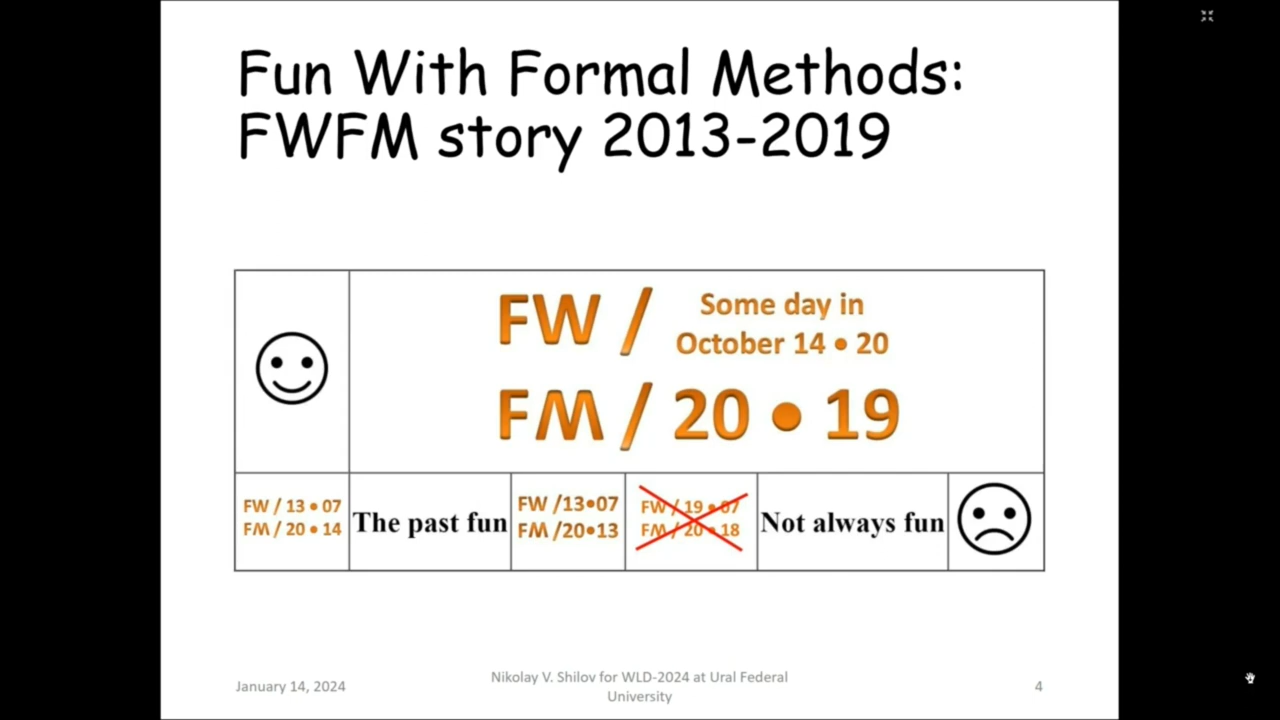 Fun With Formal Methods:
FWFM story 2013-2019
FW / Some day in
October 14 • 20
FM / 20 • 19
FW / 13 • 07
FM / 20 • 14
The past fun
FW /13•07
FM /20•13
FW / 19 • 07
FM / 20 • 18
Not always fun
January 14, 2024
Nikolay V. Shilov for WLD-2024 at Ural Federal
University
4